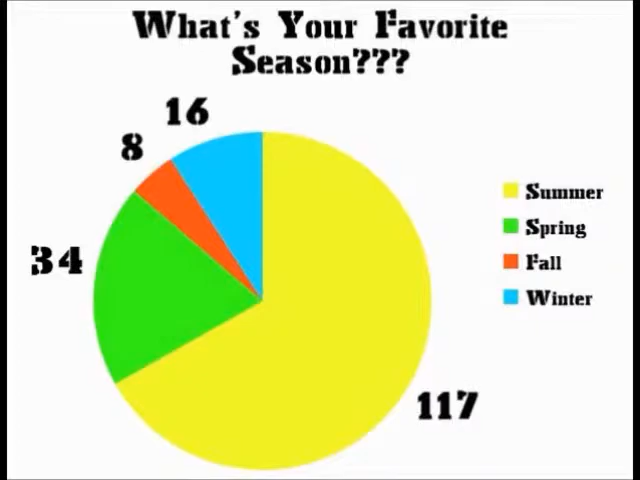 What's Your Favorite
Season???
16
8
34
117
Summer
Spring
Fall
Winter